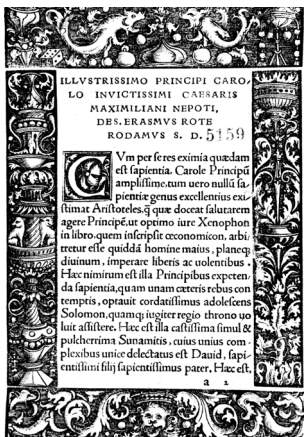 ILLVSTRISSIMO PRINCIPI CARO⸗
LO INVICTISSIMI CAESARIS
MAXIMILIANI NEPOTI,
DES. ERASMVS ROTE
RODAMVS S. D. 5159
CVm per se res eximia quædam
est sapientia. Carole Principũ
amplissime. tum uero nullũ sa⸗
pientiæ genus excellentius exi⸗
stimat Aristoteles. q̃ quæ doceat salutarem
agere Principẽ. ut optimo iure Xenophon
in libro. quem inscripsit œconomicon, arbi⸗
tretur esse quiddã homine maius, planeq;
diuinum, imperare liberis ac uolentibus.
Hæc nimirum est illa Principibus expeten⸗
da sapientia, quam unam cæteris rebus con
temptis, optauit cordatissimus adolescens
Solomon, quamq; iugiter regio throno uo
luit assistere. Hæc est illa castissima simul &
pulcherrima Sunamitis, cuius unius com⸗
plexibus unice delectatus est Dauid, sapi⸗
entissimi filij sapientissimus pater, Hæc est,
a 2